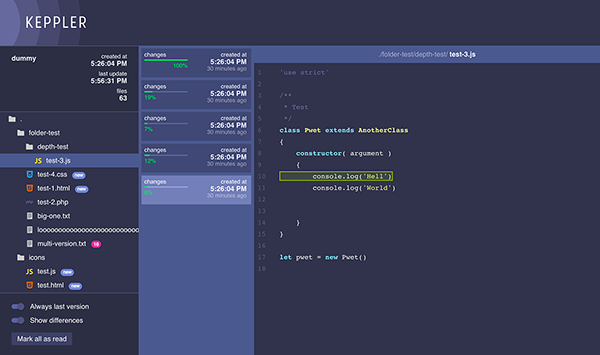 KEPPLER
dummy
created at
5:26:04 PM
last update
5:56:31 PM
files
63
.
folder-test
depth-test
JS test-3.js
test-4.css new
test-1.html new
php test-2.php
big-one.txt
looooooooooooooooooooooooo
multi-version.txt 16
icons
JS test.js new
test.html new
Always last version
Show differences
Mark all as read
changes created at
100% 5:26:04 PM
30 minutes ago
changes created at
19% 5:26:04 PM
30 minutes ago
changes created at
7% 5:26:04 PM
30 minutes ago
changes created at
12% 5:26:04 PM
30 minutes ago
changes created at
5:26:04 PM
30 minutes ago
./folder-test/depth-test/ test-3.js
1 'use strict'
2
3 /**
4 * Test
5 */
6 class Pwet extends AnotherClass
7 {
8 constructor( argument )
9 {
10 console.log('Hell')
11 console.log('World')
12
13
14 }
15 }
16
17 let pwet = new Pwet()
18